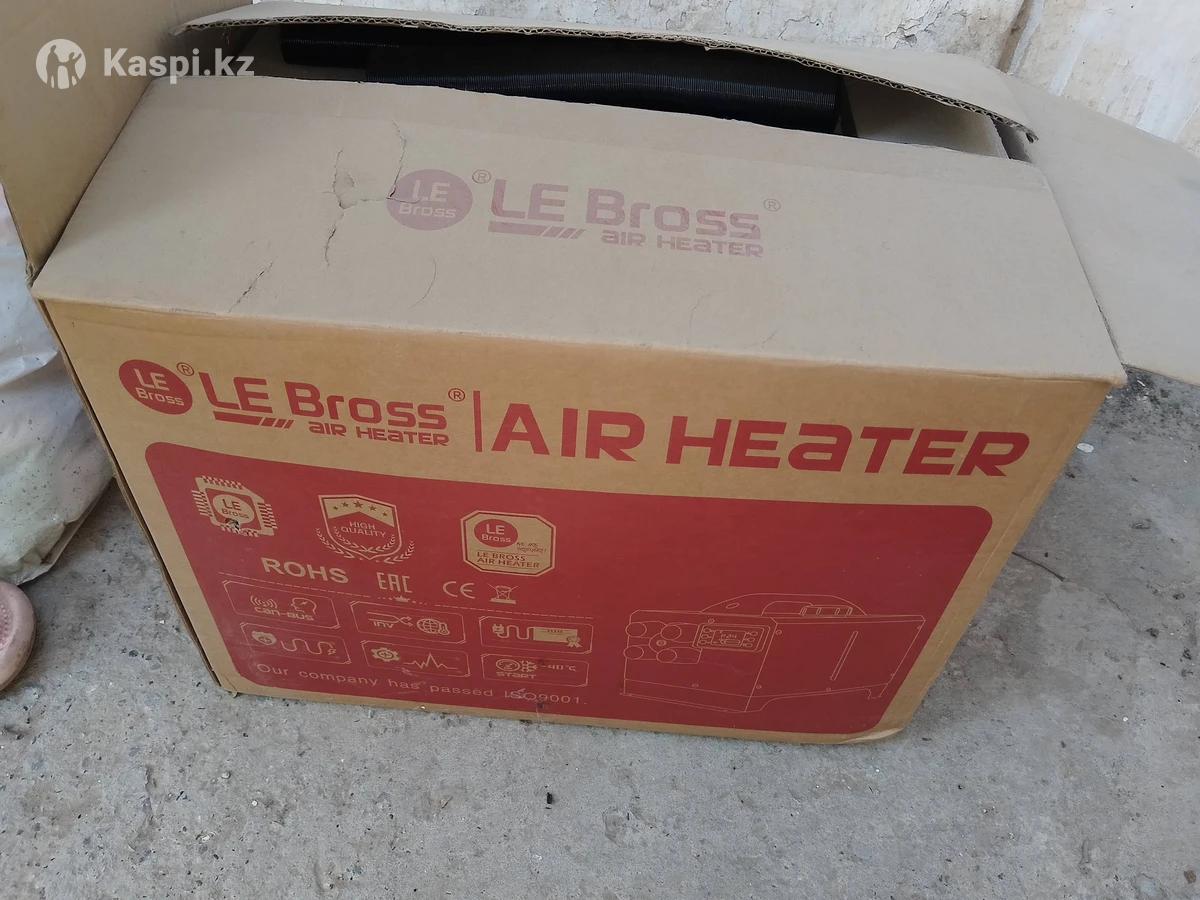 Kaspi.kz
LE Bross ® LE Bross ®
AIR HEATER
LE Bross ® LE Bross ® | AIR HEATER
AIR HEATER
LE Bross
HIGH QUALITY
LE Bross
LE BROSS
AIR HEATER
ROHS EAC CE
can-bus
INV
-40°C
START
Our company has passed ISO9001.